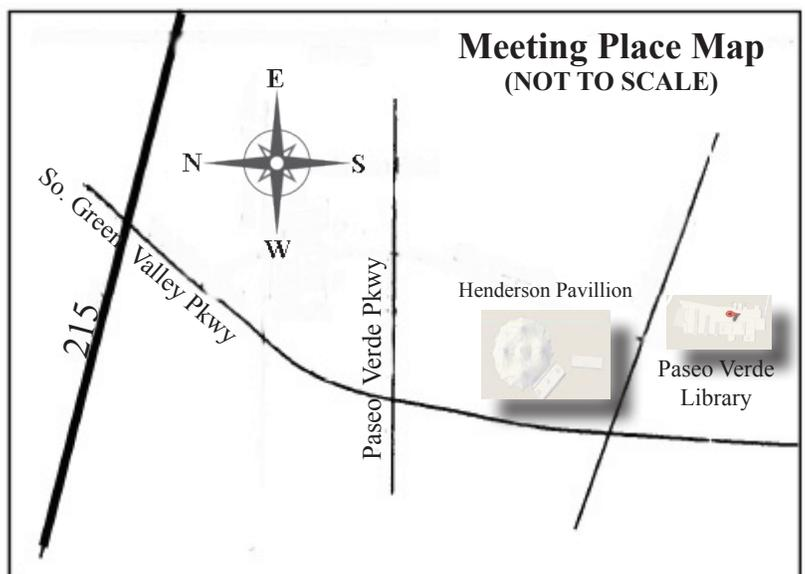 Meeting Place Map
(NOT TO SCALE)
E
N
S
W
So. Green Valley Pkwy
215
Paseo Verde Pkwy
Henderson Pavillion
Paseo Verde
Library